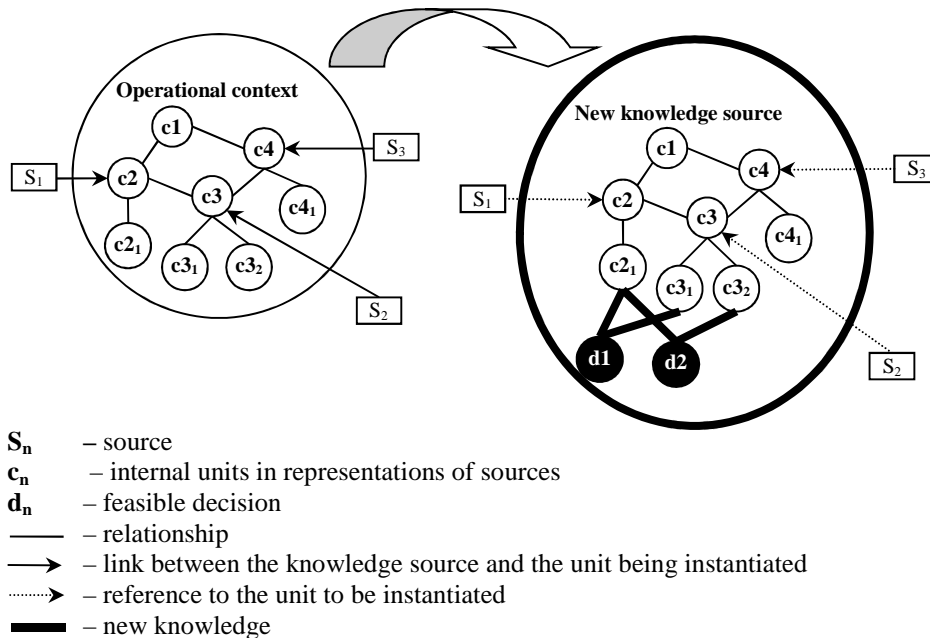 Operational context
c1
c4
S₃
S₁
c2
c3
c4₁
c2₁
c3₁
c3₂
S₂
New knowledge source
c1
c4
S₃
S₁
c2
c3
c4₁
c2₁
c3₁
c3₂
d1
d2
S₂
Sₙ – source
cₙ – internal units in representations of sources
dₙ – feasible decision
– relationship
– link between the knowledge source and the unit being instantiated
– reference to the unit to be instantiated
– new knowledge